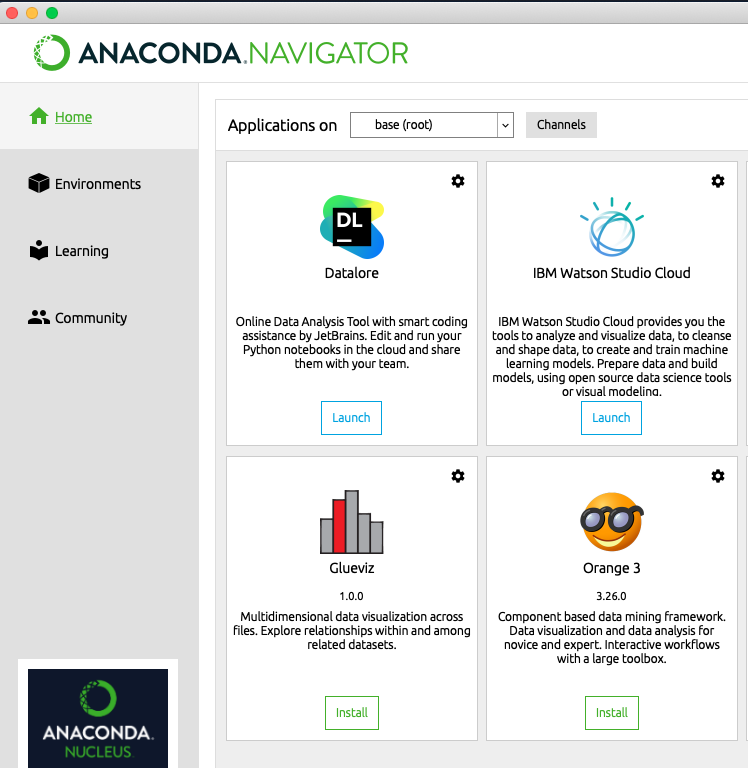 ANACONDA.NAVIGATOR
Home
Environments
Learning
Community
Applications on
base (root)
Channels
DL
Datalore
Online Data Analysis Tool with smart coding
assistance by JetBrains. Edit and run your
Python notebooks in the cloud and share
them with your team.
Launch
IBM Watson Studio Cloud
IBM Watson Studio Cloud provides you the
tools to analyze and visualize data, to cleanse
and shape data, to create and train machine
learning models. Prepare data and build
models, using open source data science tools
or visual modeling.
Launch
Glueviz
1.0.0
Multidimensional data visualization across
files. Explore relationships within and among
related datasets.
Install
Orange 3
3.26.0
Component based data mining framework.
Data visualization and data analysis for
novice and expert. Interactive workflows
with a large toolbox.
Install
ANACONDA.
NUCLEUS